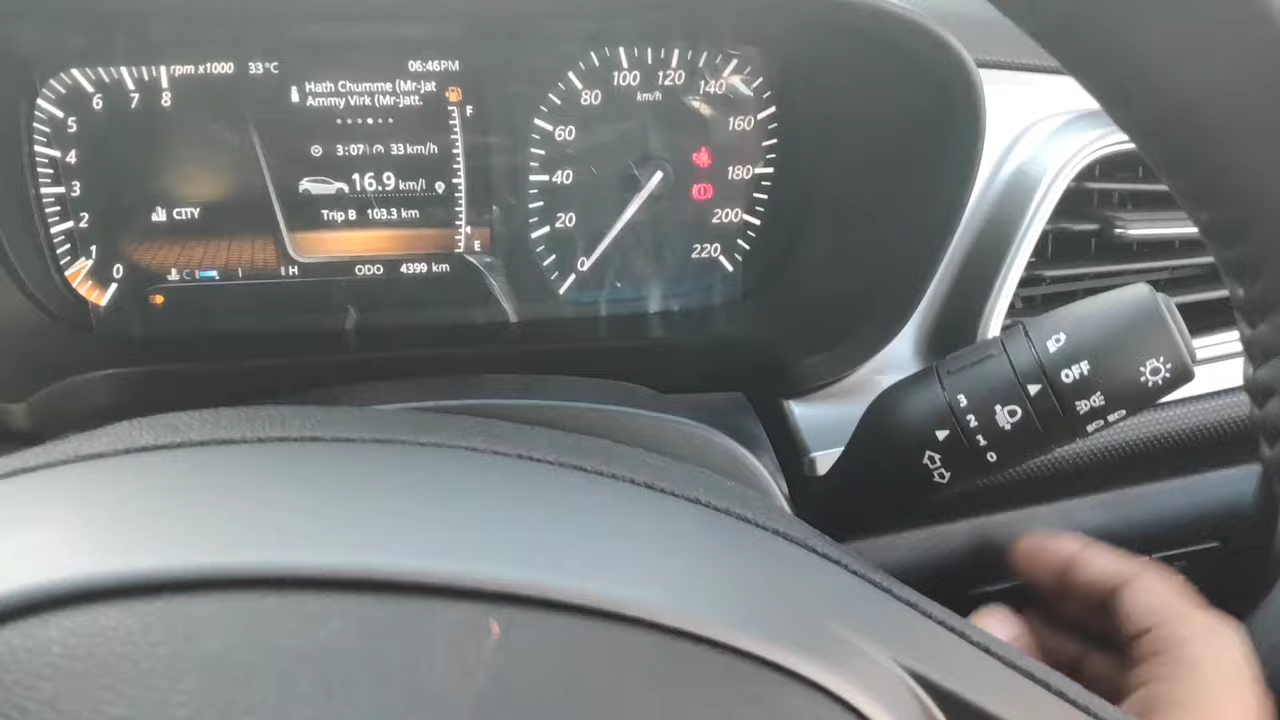 rpm x1000 33°C 06:46PM
Hath Chumme (Mr-Jat
Ammy Virk (Mr-Jatt.
F
3:07 33 km/h
16.9 km/l
CITY
Trip B 103.3 km
E
C H ODO 4399 km
0
1
2
3
4
5
6
7
8
0
20
40
60
80
100
120
140
160
180
200
220
km/h
OFF
3
2
1
0